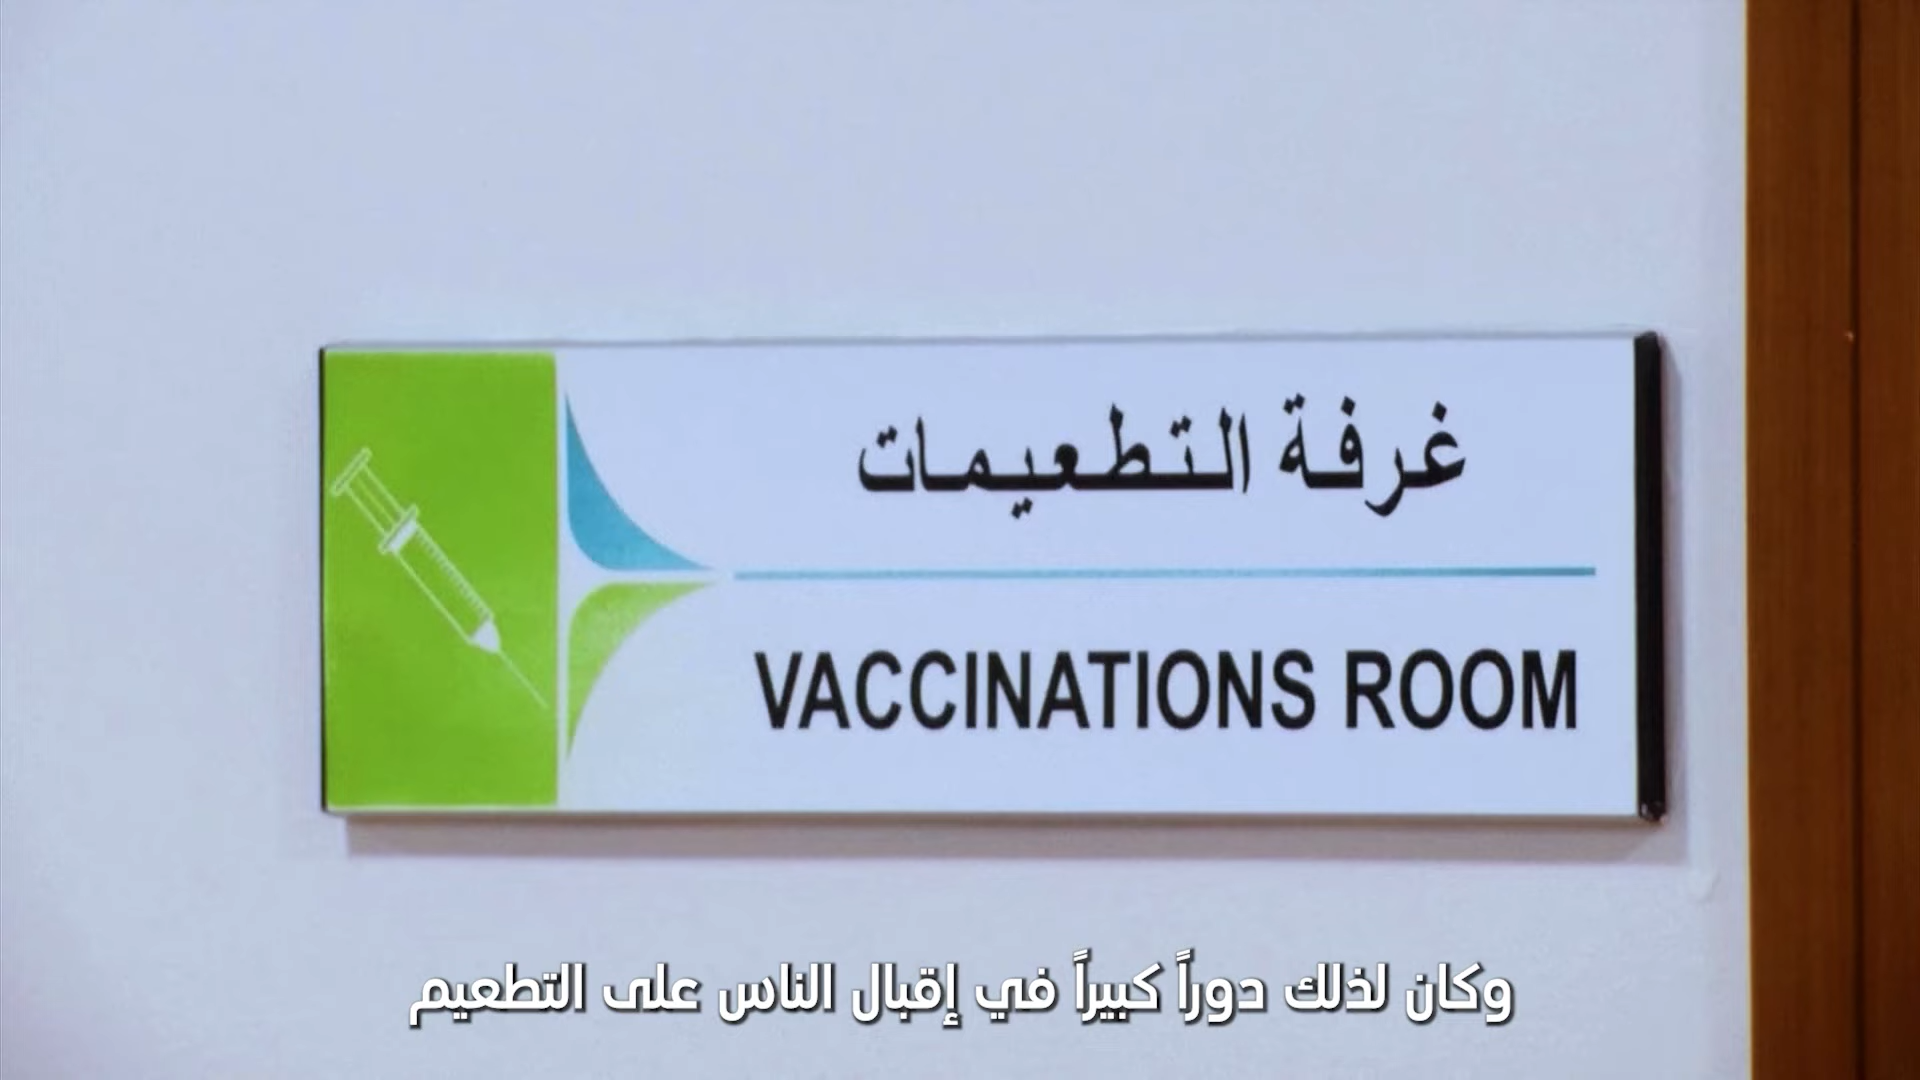 غرفة التطعيمات
VACCINATIONS ROOM
وكان لذلك دوراً كبيراً في إقبال الناس على التطعيم